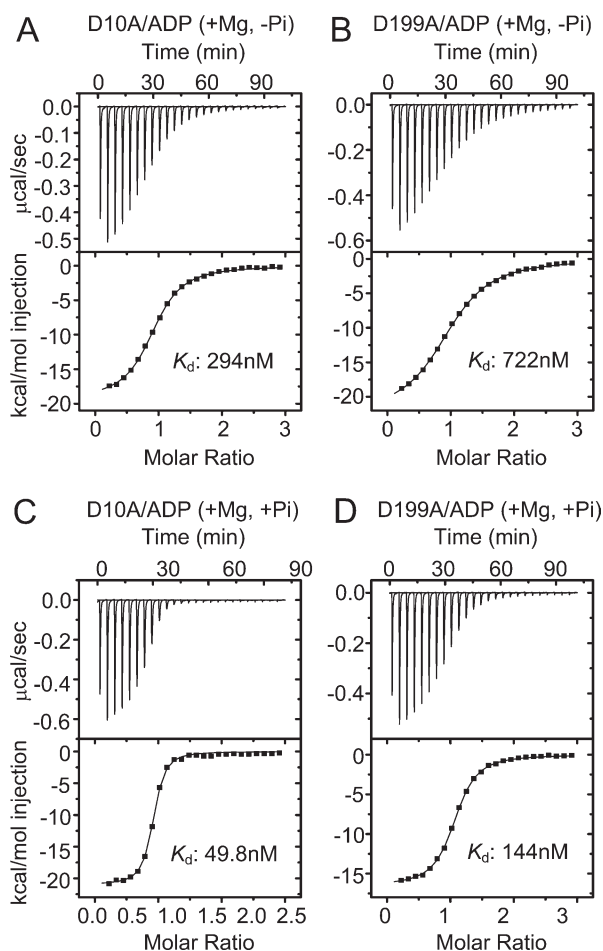 A
D10A/ADP (+Mg, -Pi)
Time (min)
0 30 60 90
µcal/sec
0.0
-0.1
-0.2
-0.3
-0.4
-0.5
kcal/mol injection
0
-5
-10
-15
-20
Kd: 294nM
0 1 2 3
Molar Ratio
B
D199A/ADP (+Mg, -Pi)
Time (min)
0 30 60 90
0.0
-0.2
-0.4
-0.6
0
-5
-10
-15
-20
Kd: 722nM
0 1 2 3
Molar Ratio
C
D10A/ADP (+Mg, +Pi)
Time (min)
0 30 60 90
µcal/sec
0.0
-0.2
-0.4
-0.6
kcal/mol injection
0
-5
-10
-15
-20
Kd: 49.8nM
0.0 0.5 1.0 1.5 2.0 2.5
Molar Ratio
D
D199A/ADP (+Mg, +Pi)
Time (min)
0 30 60 90
0.0
-0.2
-0.4
0
-5
-10
-15
Kd: 144nM
0 1 2 3
Molar Ratio